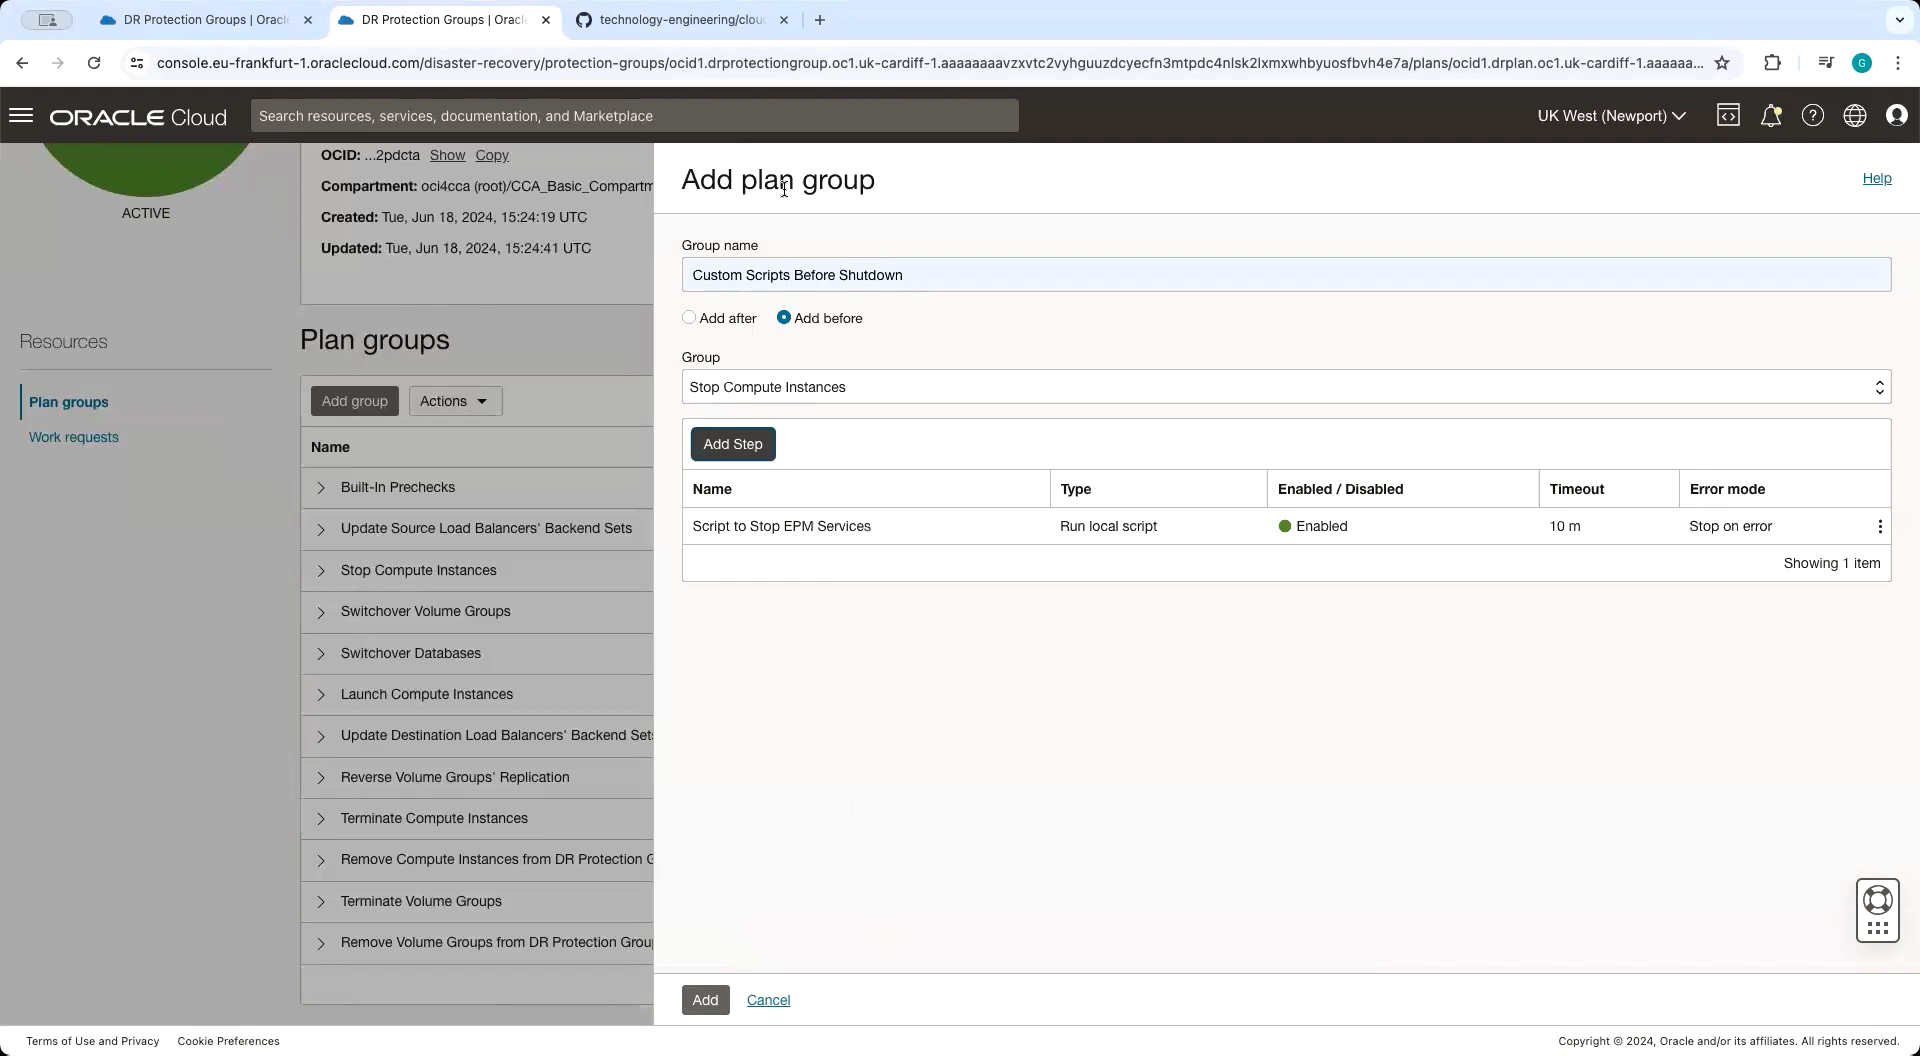 DR Protection Groups | Oracle
DR Protection Groups | Oracle
technology-engineering/clou
console.eu-frankfurt-1.oraclecloud.com/disaster-recovery/protection-groups/ocid1.drprotectiongroup.oc1.uk-cardiff-1.aaaaaaaavzxvtc2vyhguuzdcyecfn3mtpdc4nlsk2lxmxwhbyuosfbvh4e7a/plans/ocid1.drplan.oc1.uk-cardiff-1.aaaaaa...
G
ORACLE Cloud
Search resources, services, documentation, and Marketplace
UK West (Newport)
ACTIVE
OCID: ...2pdcta Show Copy
Compartment: oci4cca (root)/CCA_Basic_Compartm
Created: Tue, Jun 18, 2024, 15:24:19 UTC
Updated: Tue, Jun 18, 2024, 15:24:41 UTC
Resources
Plan groups
Work requests
Plan groups
Add group Actions
Name
Built-In Prechecks
Update Source Load Balancers' Backend Sets
Stop Compute Instances
Switchover Volume Groups
Switchover Databases
Launch Compute Instances
Update Destination Load Balancers' Backend Sets
Reverse Volume Groups' Replication
Terminate Compute Instances
Remove Compute Instances from DR Protection G
Terminate Volume Groups
Remove Volume Groups from DR Protection Group
Add plan group
Help
Group name
Custom Scripts Before Shutdown
Add after Add before
Group
Stop Compute Instances
Add Step
Name Type Enabled / Disabled Timeout Error mode
Script to Stop EPM Services Run local script Enabled 10 m Stop on error
Showing 1 item
Add Cancel
Terms of Use and Privacy Cookie Preferences
Copyright © 2024, Oracle and/or its affiliates. All rights reserved.